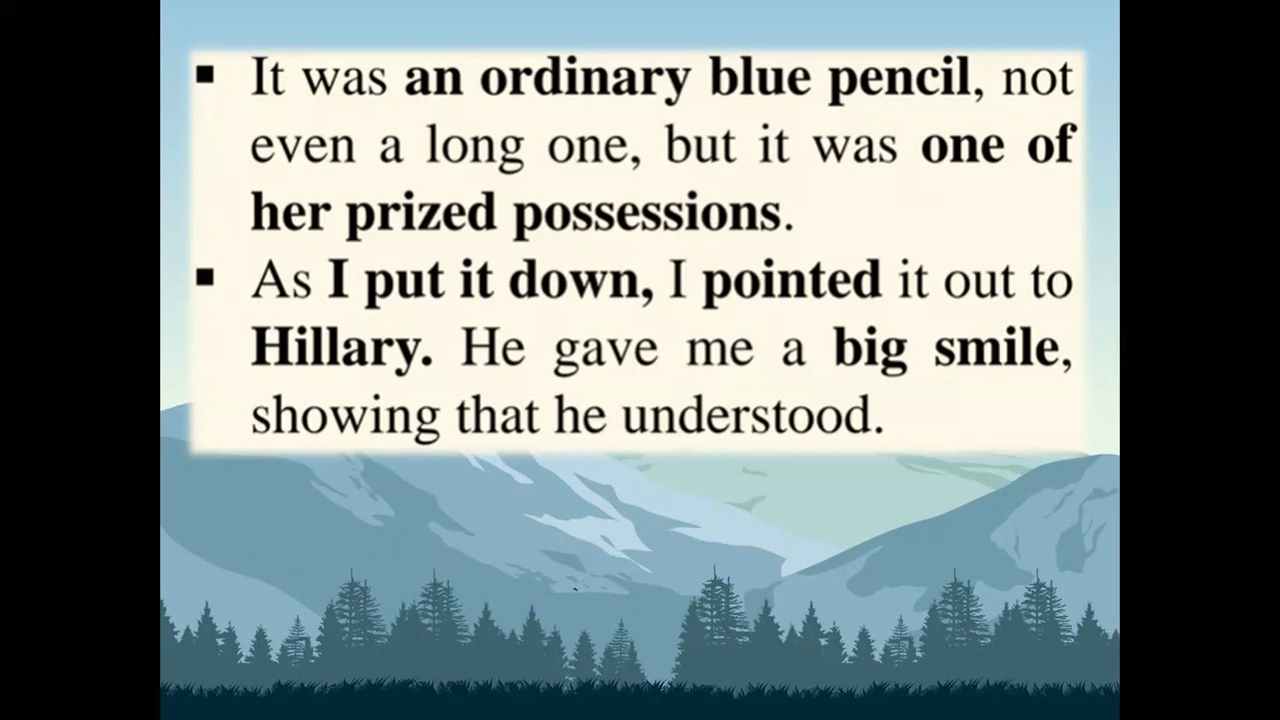 ▪ It was an ordinary blue pencil, not
even a long one, but it was one of
her prized possessions.
▪ As I put it down, I pointed it out to
Hillary. He gave me a big smile,
showing that he understood.